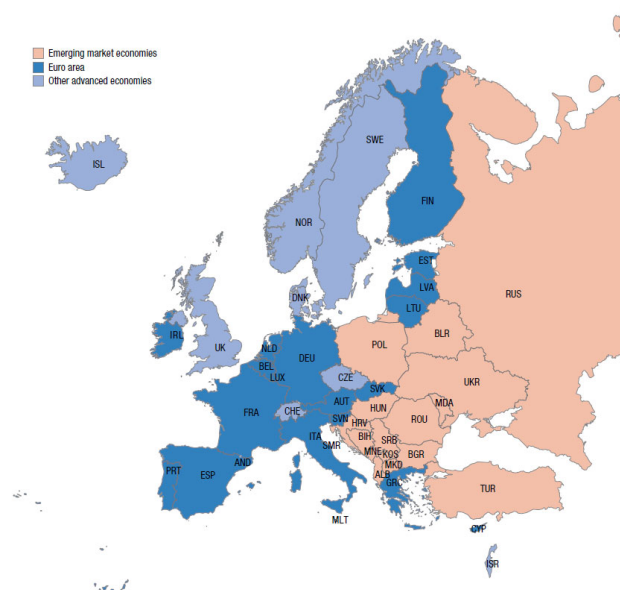 Emerging market economies
Euro area
Other advanced economies
ISL
SWE
FIN
NOR
EST
RUS
LVA
DNK
LTU
IRL
UK
NLD
BLR
POL
DEU
BEL
LUX
CZE
UKR
SVK
AUT
MDA
HUN
FRA
CHE
SVN
ROU
HRV
ITA
BIH
SRB
SMR
MNE
KOS
BGR
AND
MKD
PRT
ESP
ALB
GRC
TUR
MLT
CYP
ISR